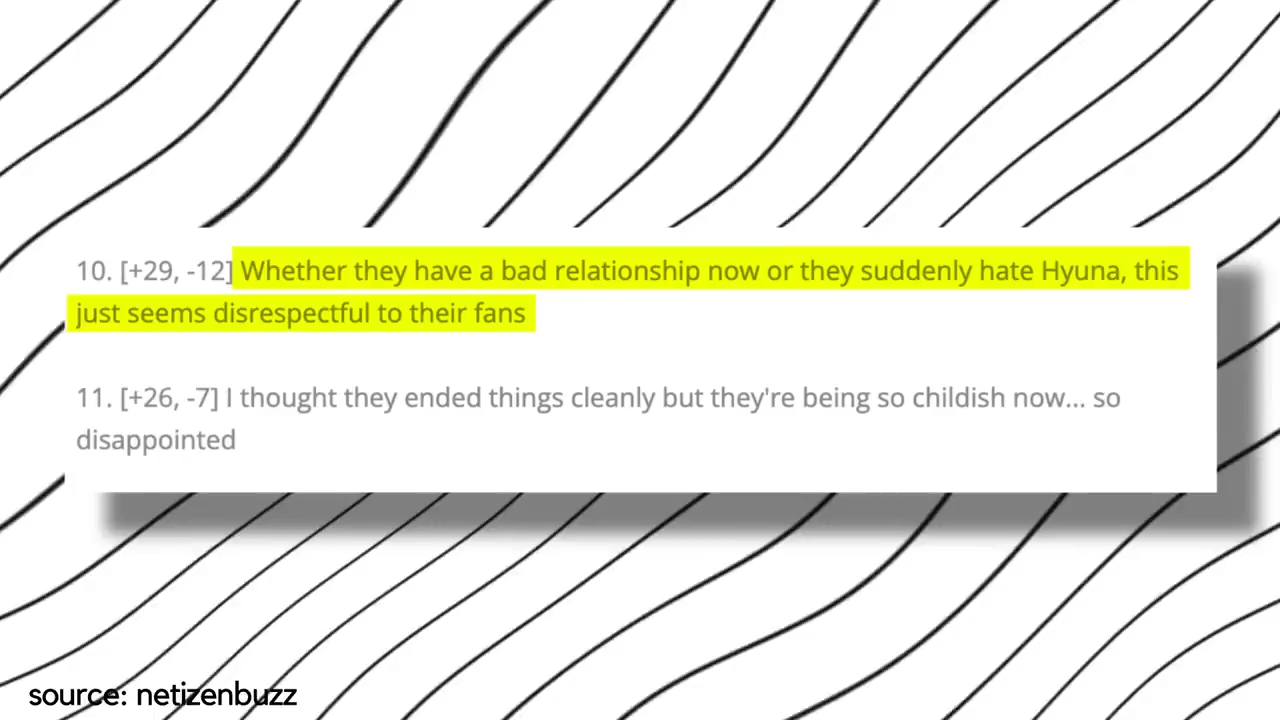 10. [+29, -12] Whether they have a bad relationship now or they suddenly hate Hyuna, this
just seems disrespectful to their fans
11. [+26, -7] I thought they ended things cleanly but they're being so childish now... so
disappointed
source: netizenbuzz